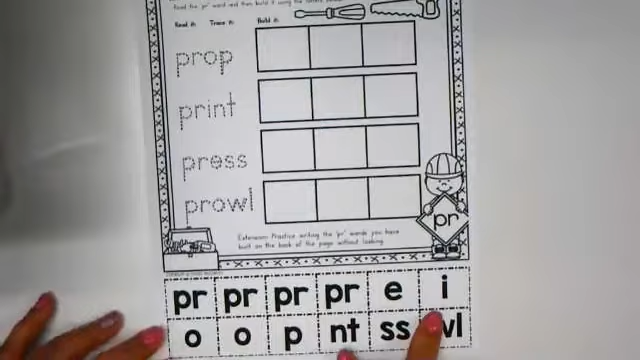 Read the 'pr' word and then build it using the letters below.
Read it: Trace it: Build it:
prop
print
press
prowl
pr
Extension: Practice writing the 'pr' words you have
built on the back of the page without looking.
pr pr pr pr e i
o o p nt ss wl